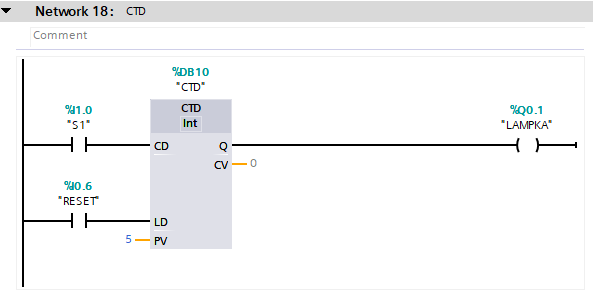 Network 18: CTD
Comment
%DB10
"CTD"
%I1.0
"S1"
CTD
Int
%Q0.1
"LAMPKA"
CD
Q
CV
0
%I0.6
"RESET"
LD
5
PV